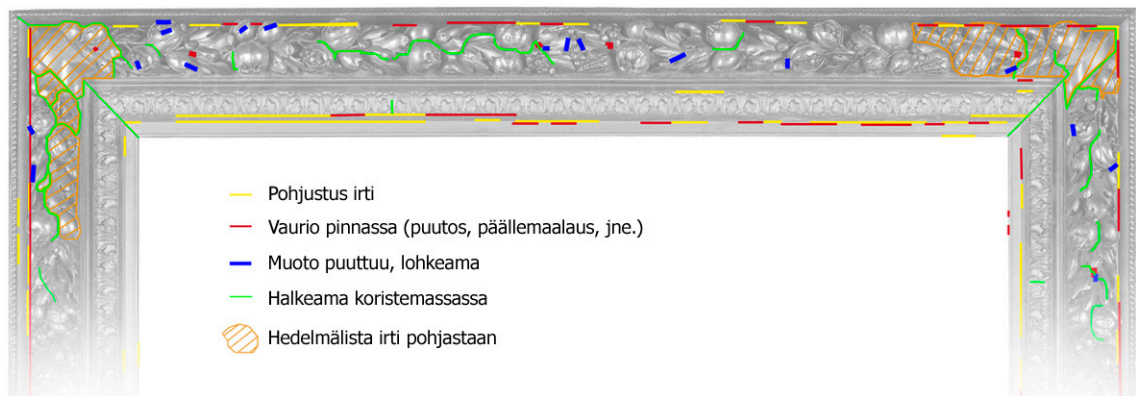 Pohjustus irti
Vaurio pinnassa (puutos, päällemaalaus, jne.)
Muoto puuttuu, lohkeama
Halkeama koristemassassa
Hedelmälista irti pohjastaan